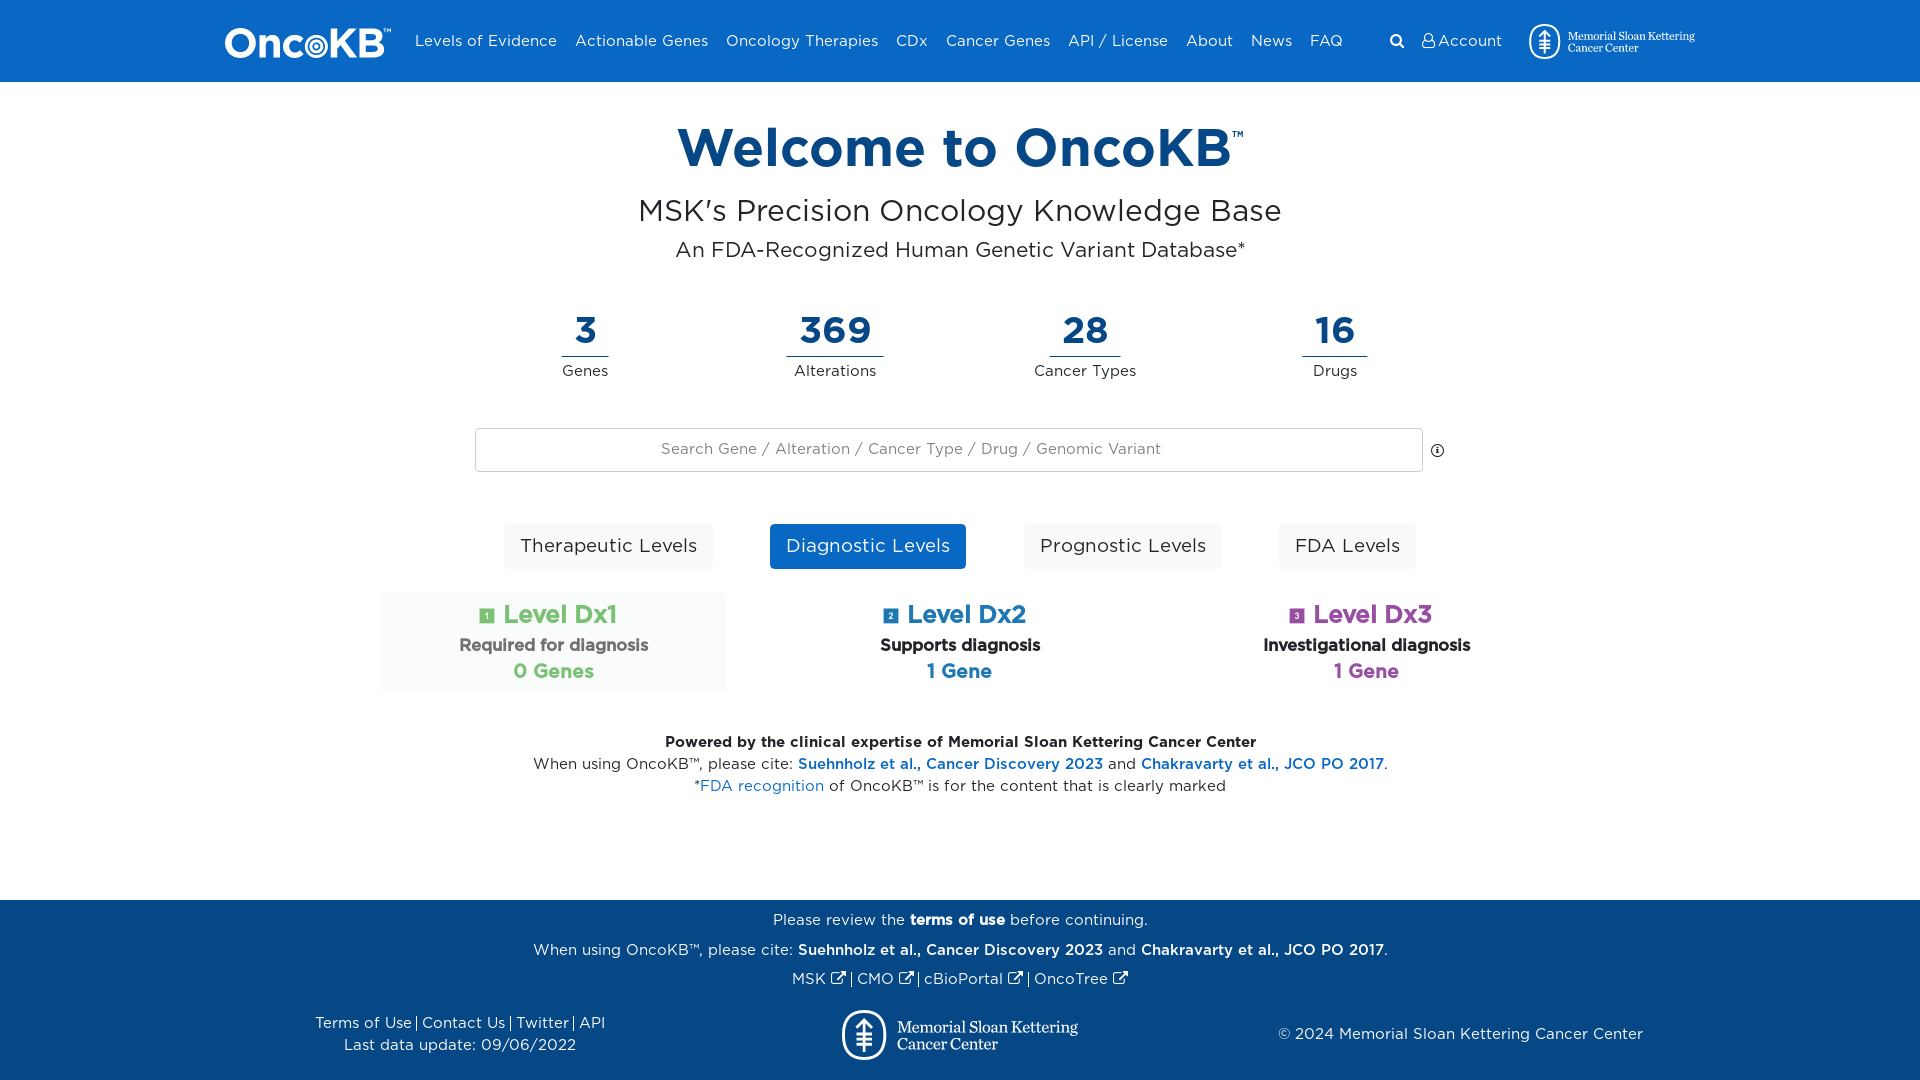 OncoKB™
Levels of Evidence
Actionable Genes
Oncology Therapies
CDx
Cancer Genes
API / License
About
News
FAQ
Account
Memorial Sloan Kettering
Cancer Center
Welcome to OncoKB™
MSK's Precision Oncology Knowledge Base
An FDA-Recognized Human Genetic Variant Database*
3
Genes
369
Alterations
28
Cancer Types
16
Drugs
Search Gene / Alteration / Cancer Type / Drug / Genomic Variant
Therapeutic Levels
Diagnostic Levels
Prognostic Levels
FDA Levels
1 Level Dx1
Required for diagnosis
0 Genes
2 Level Dx2
Supports diagnosis
1 Gene
3 Level Dx3
Investigational diagnosis
1 Gene
Powered by the clinical expertise of Memorial Sloan Kettering Cancer Center
When using OncoKB™, please cite: Suehnholz et al., Cancer Discovery 2023 and Chakravarty et al., JCO PO 2017.
*FDA recognition of OncoKB™ is for the content that is clearly marked
Please review the terms of use before continuing.
When using OncoKB™, please cite: Suehnholz et al., Cancer Discovery 2023 and Chakravarty et al., JCO PO 2017.
MSK | CMO | cBioPortal | OncoTree
Terms of Use | Contact Us | Twitter | API
Last data update: 09/06/2022
Memorial Sloan Kettering
Cancer Center
© 2024 Memorial Sloan Kettering Cancer Center